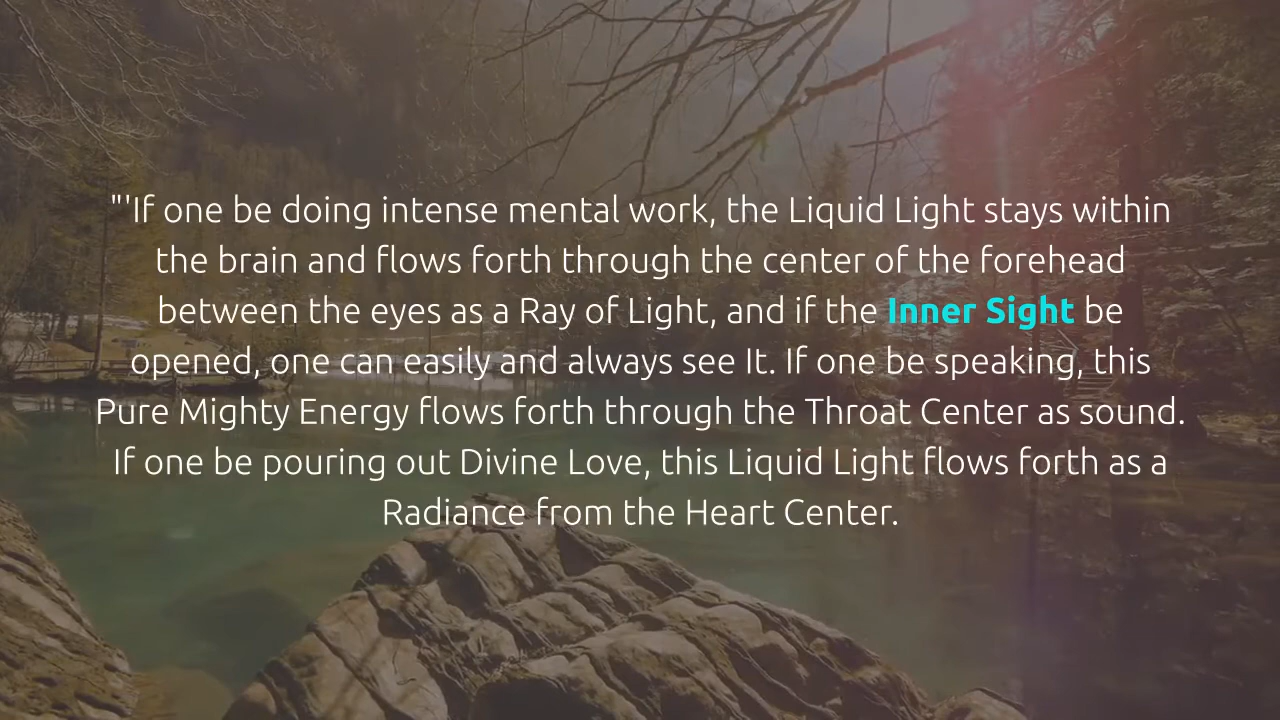 "'If one be doing intense mental work, the Liquid Light stays within
the brain and flows forth through the center of the forehead
between the eyes as a Ray of Light, and if the Inner Sight be
opened, one can easily and always see It. If one be speaking, this
Pure Mighty Energy flows forth through the Throat Center as sound.
If one be pouring out Divine Love, this Liquid Light flows forth as a
Radiance from the Heart Center.